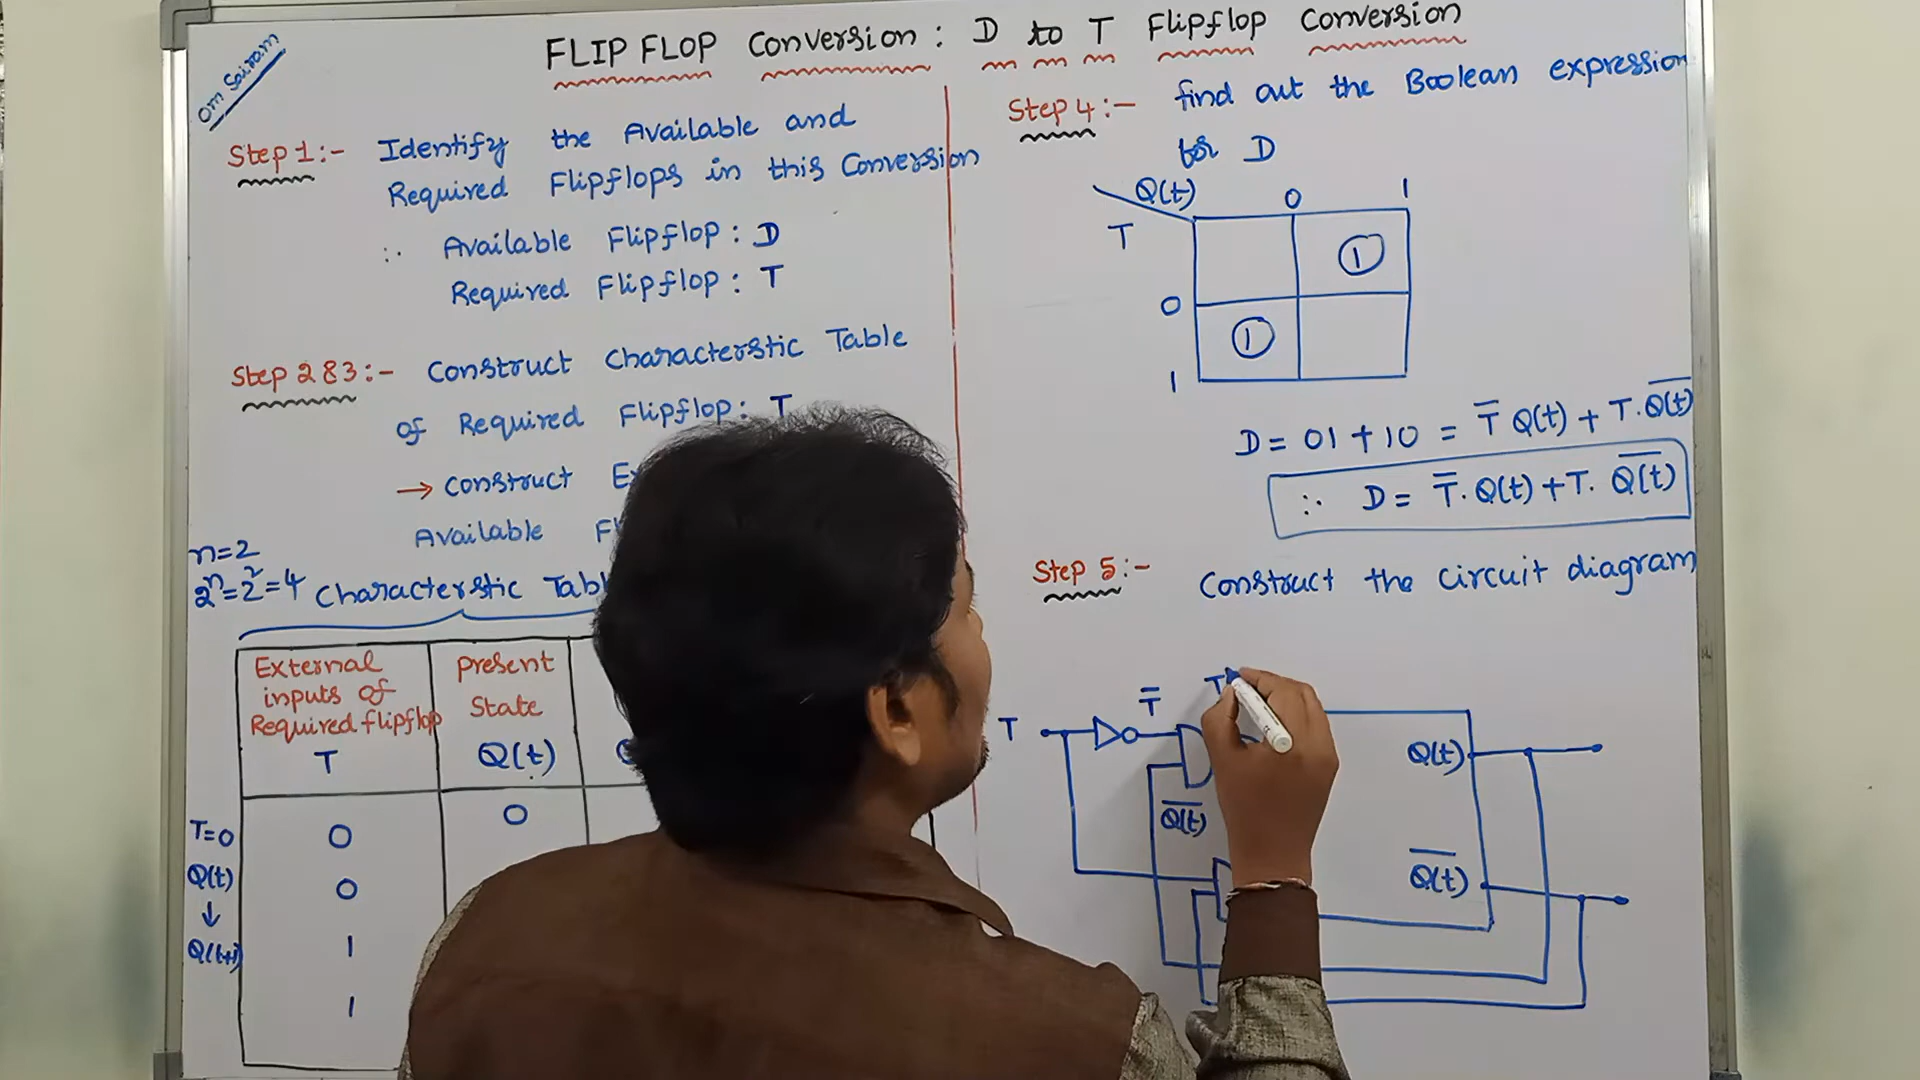 Om Sairam
FLIP FLOP Conversion : D to T Flipflop Conversion
Step 1:- Identify the Available and
Required Flipflops in this Conversion
∴ Available Flipflop : D
Required Flipflop : T
Step 2&3:- Construct Characterstic Table
of Required Flipflop: T
→ Construct
Available
n=2
2ⁿ=2²=4
Characterstic
External
inputs of
Required flipflop
T
present
State
Q(t)
T=0
Q(t)
↓
Q(t+1)
0
0
0
1
1
Step 4:- find out the Boolean expression
for D
Q(t) 0 1
T
0 1
1 1
D = 01 + 10 = T̅ Q(t) + T. Q̅(̅t̅)̅
∴ D = T̅. Q(t) + T. Q̅(̅t̅)̅
Step 5:- Construct the circuit diagram
T T̅ Q(t)
Q̅(̅t̅)̅ Q̅(̅t̅)̅